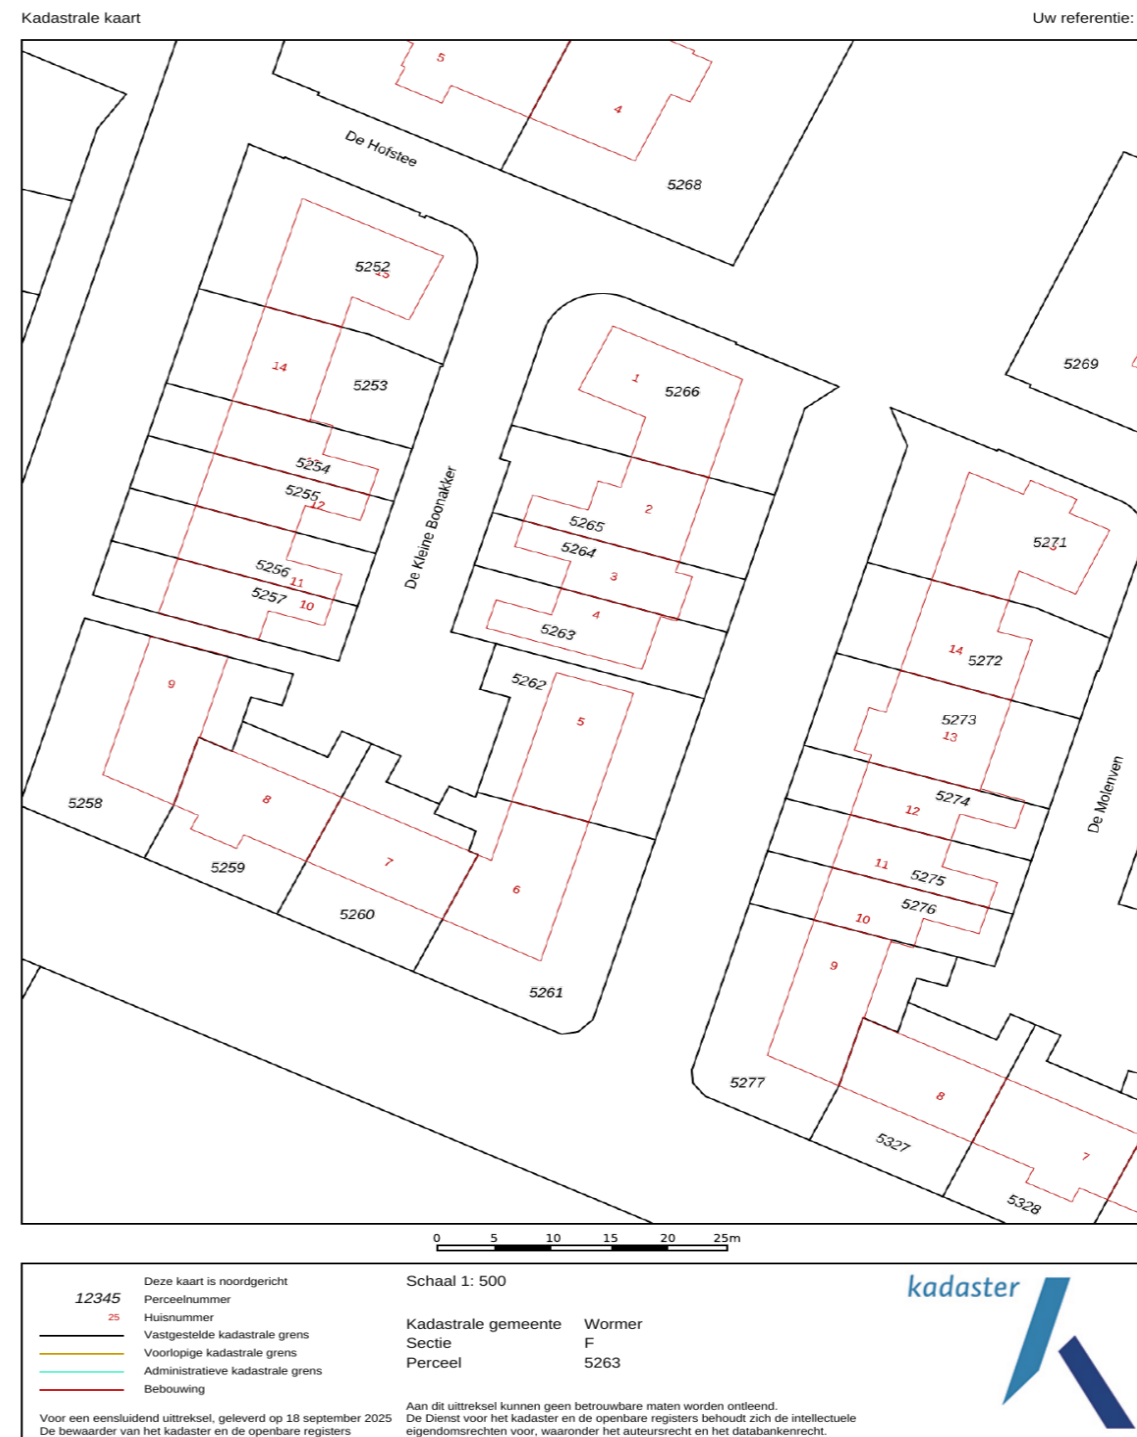 Kadastrale kaart
Uw referentie:
5
4
De Hofstee
5268
5252
15
5269
14
5253
1
5266
5254
5255
12
De Kleine Boonakker
2
5265
5264
3
5271
5256
11
5257
10
4
5263
14
5272
5262
9
5
5273
13
5258
8
5274
12
De Molenven
5259
7
6
11
5275
5276
5260
10
9
5261
5277
8
5327
7
5328
0 5 10 15 20 25m
Deze kaart is noordgericht
12345 Perceelnummer
25 Huisnummer
Vastgestelde kadastrale grens
Voorlopige kadastrale grens
Administratieve kadastrale grens
Bebouwing
Voor een eensluidend uittreksel, geleverd op 18 september 2025
De bewaarder van het kadaster en de openbare registers
Schaal 1: 500
Kadastrale gemeente Wormer
Sectie F
Perceel 5263
Aan dit uittreksel kunnen geen betrouwbare maten worden ontleend.
De Dienst voor het kadaster en de openbare registers behoudt zich de intellectuele
eigendomsrechten voor, waaronder het auteursrecht en het databankenrecht.
kadaster